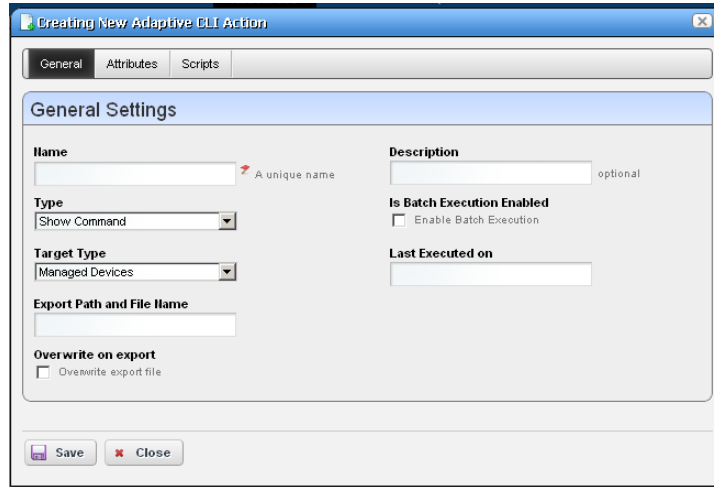 Creating New Adaptive CLI Action
General Attributes Scripts
General Settings
Name
A unique name
Description
optional
Type
Show Command
Is Batch Execution Enabled
Enable Batch Execution
Target Type
Managed Devices
Last Executed on
Export Path and File Name
Overwrite on export
Overwrite export file
Save
Close